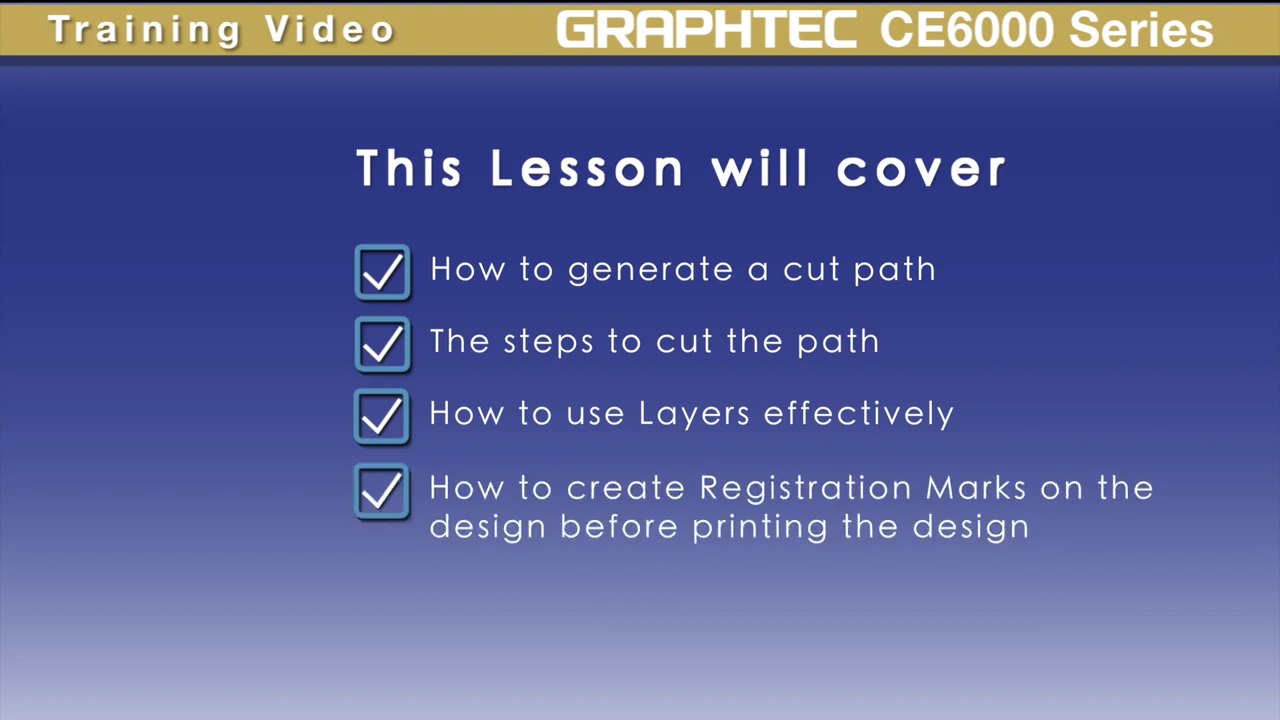 Training Video
GRAPHTEC CE6000 Series
This Lesson will cover
How to generate a cut path
The steps to cut the path
How to use Layers effectively
How to create Registration Marks on the
design before printing the design